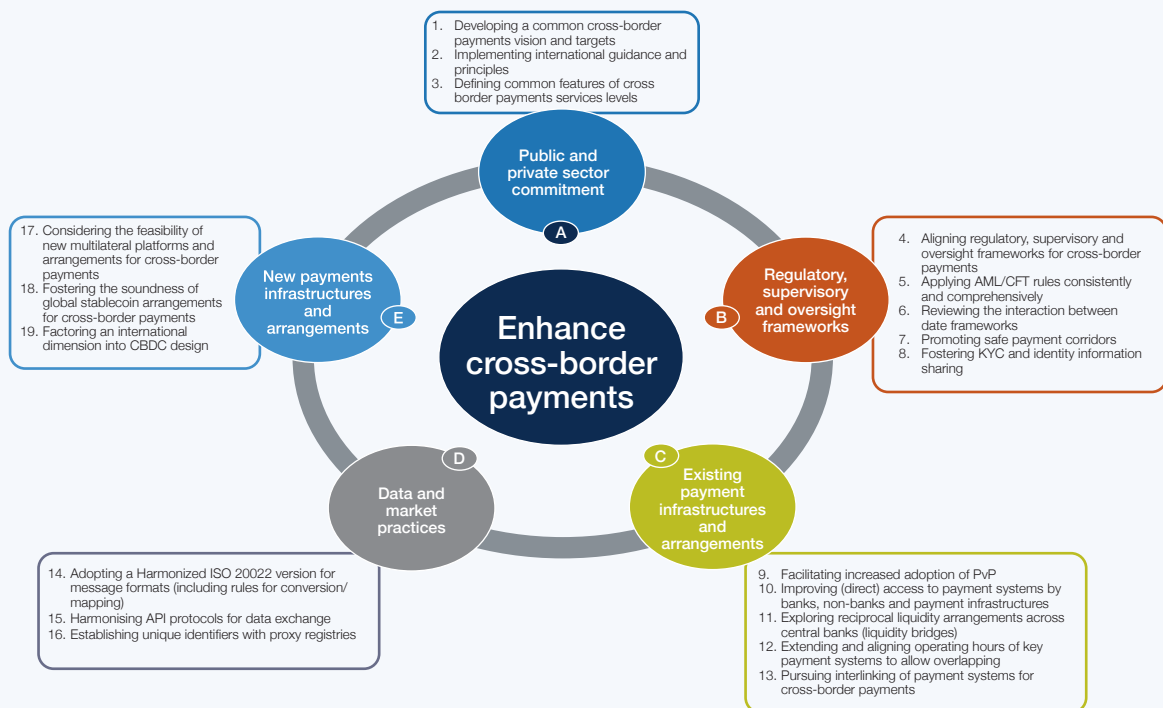 1. Developing a common cross-border
payments vision and targets
2. Implementing international guidance and
principles
3. Defining common features of cross
border payments services levels
Public and
private sector
commitment
A
17. Considering the feasibility of
new multilateral platforms and
arrangements for cross-border
payments
18. Fostering the soundness of
global stablecoin arrangements
for cross-border payments
19. Factoring an international
dimension into CBDC design
New payments
infrastructures
and
arrangements
E
Enhance
cross-border
payments
Regulatory,
supervisory
and oversight
frameworks
B
4. Aligning regulatory, supervisory and
oversight frameworks for cross-border
payments
5. Applying AML/CFT rules consistently
and comprehensively
6. Reviewing the interaction between
date frameworks
7. Promoting safe payment corridors
8. Fostering KYC and identity information
sharing
D
Data and
market
practices
C
Existing
payment
infrastructures
and
arrangements
14. Adopting a Harmonized ISO 20022 version for
message formats (including rules for conversion/
mapping)
15. Harmonising API protocols for data exchange
16. Establishing unique identifiers with proxy registries
9. Facilitating increased adoption of PvP
10. Improving (direct) access to payment systems by
banks, non-banks and payment infrastructures
11. Exploring reciprocal liquidity arrangements across
central banks (liquidity bridges)
12. Extending and aligning operating hours of key
payment systems to allow overlapping
13. Pursuing interlinking of payment systems for
cross-border payments